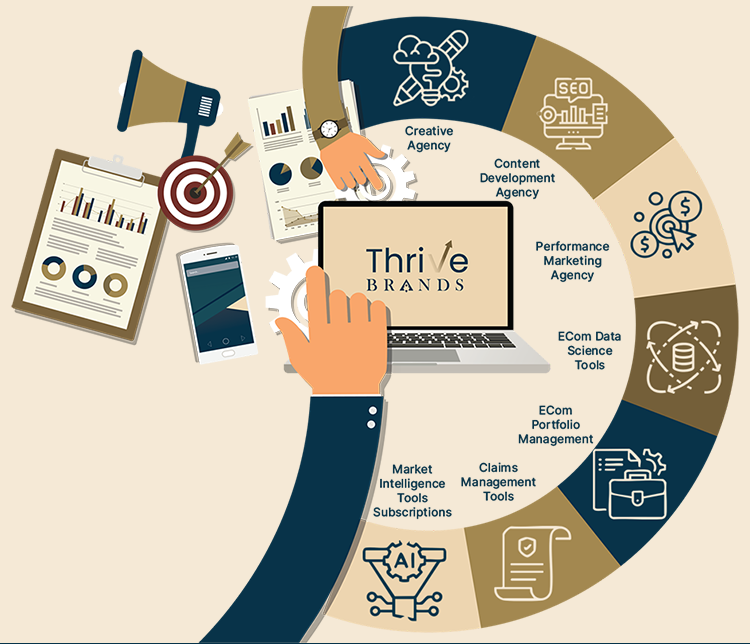 Creative
Agency
SEO
Content
Development
Agency
Performance
Marketing
Agency
$
$
Thrive
BRANDS
ECom Data
Science
Tools
ECom
Portfolio
Management
Claims
Management
Tools
Market
Intelligence
Tools
Subscriptions
AI